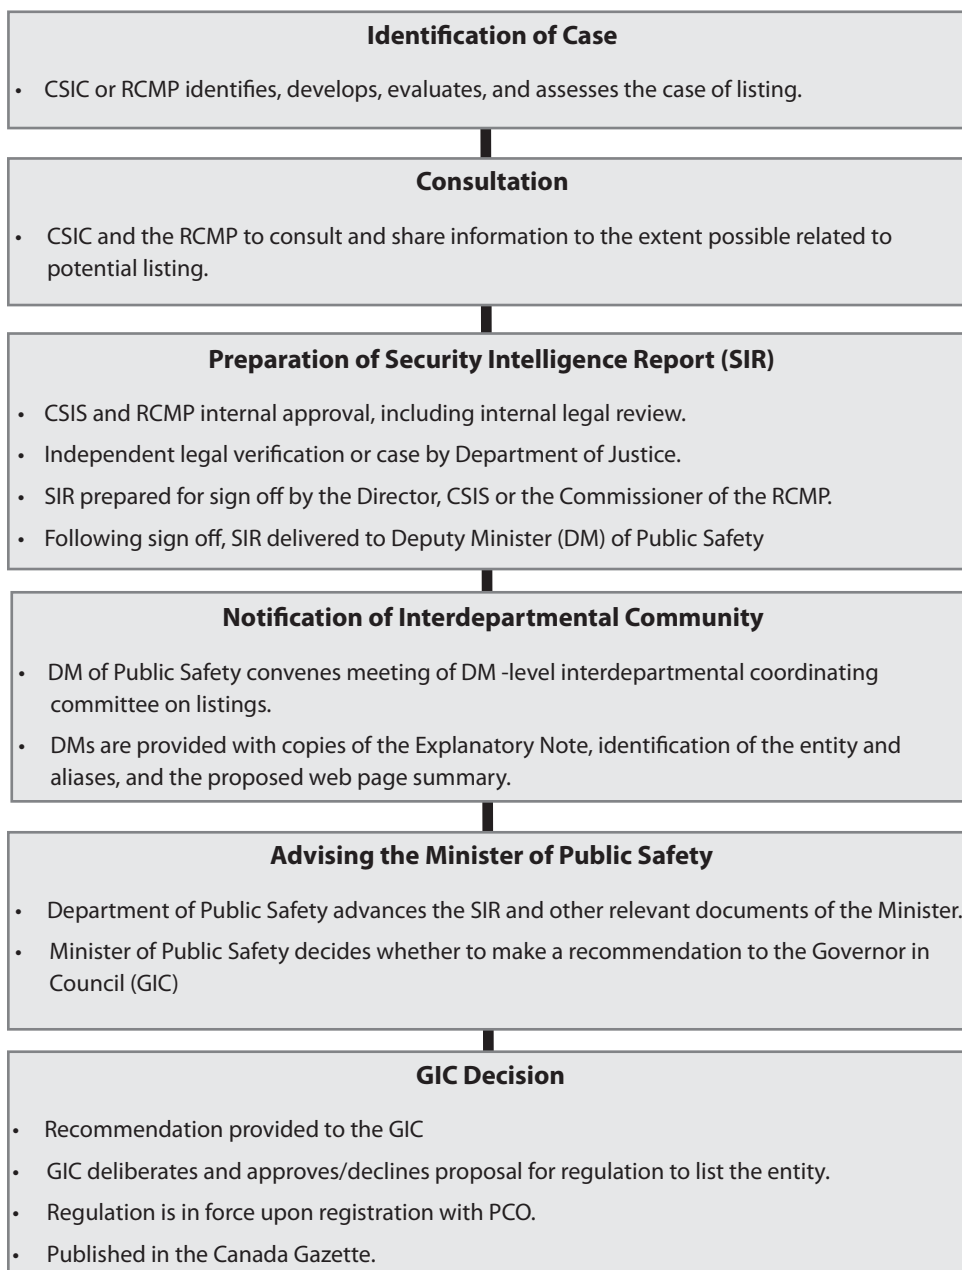 Identification of Case
• CSIC or RCMP identifies, develops, evaluates, and assesses the case of listing.
Consultation
• CSIC and the RCMP to consult and share information to the extent possible related to
potential listing.
Preparation of Security Intelligence Report (SIR)
• CSIS and RCMP internal approval, including internal legal review.
• Independent legal verification or case by Department of Justice.
• SIR prepared for sign off by the Director, CSIS or the Commissioner of the RCMP.
• Following sign off, SIR delivered to Deputy Minister (DM) of Public Safety
Notification of Interdepartmental Community
• DM of Public Safety convenes meeting of DM -level interdepartmental coordinating
committee on listings.
• DMs are provided with copies of the Explanatory Note, identification of the entity and
aliases, and the proposed web page summary.
Advising the Minister of Public Safety
• Department of Public Safety advances the SIR and other relevant documents of the Minister.
• Minister of Public Safety decides whether to make a recommendation to the Governor in
Council (GIC)
GIC Decision
• Recommendation provided to the GIC
• GIC deliberates and approves/declines proposal for regulation to list the entity.
• Regulation is in force upon registration with PCO.
• Published in the Canada Gazette.